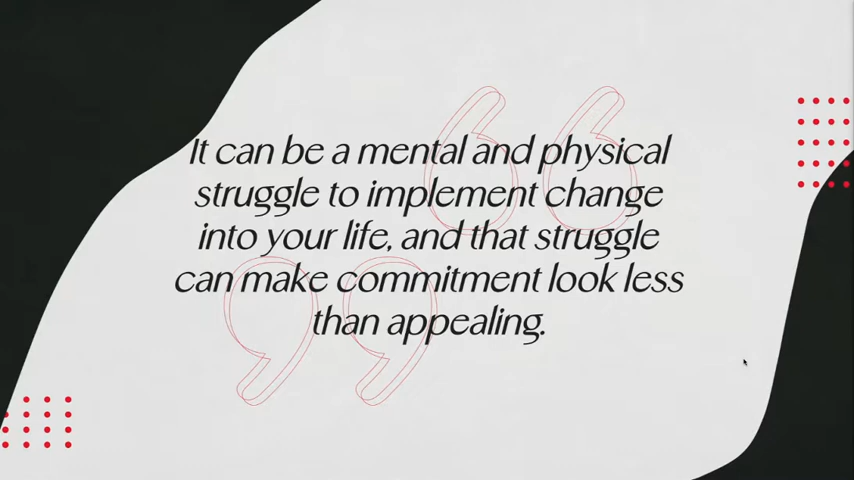 It can be a mental and physical
struggle to implement change
into your life, and that struggle
can make commitment look less
than appealing.